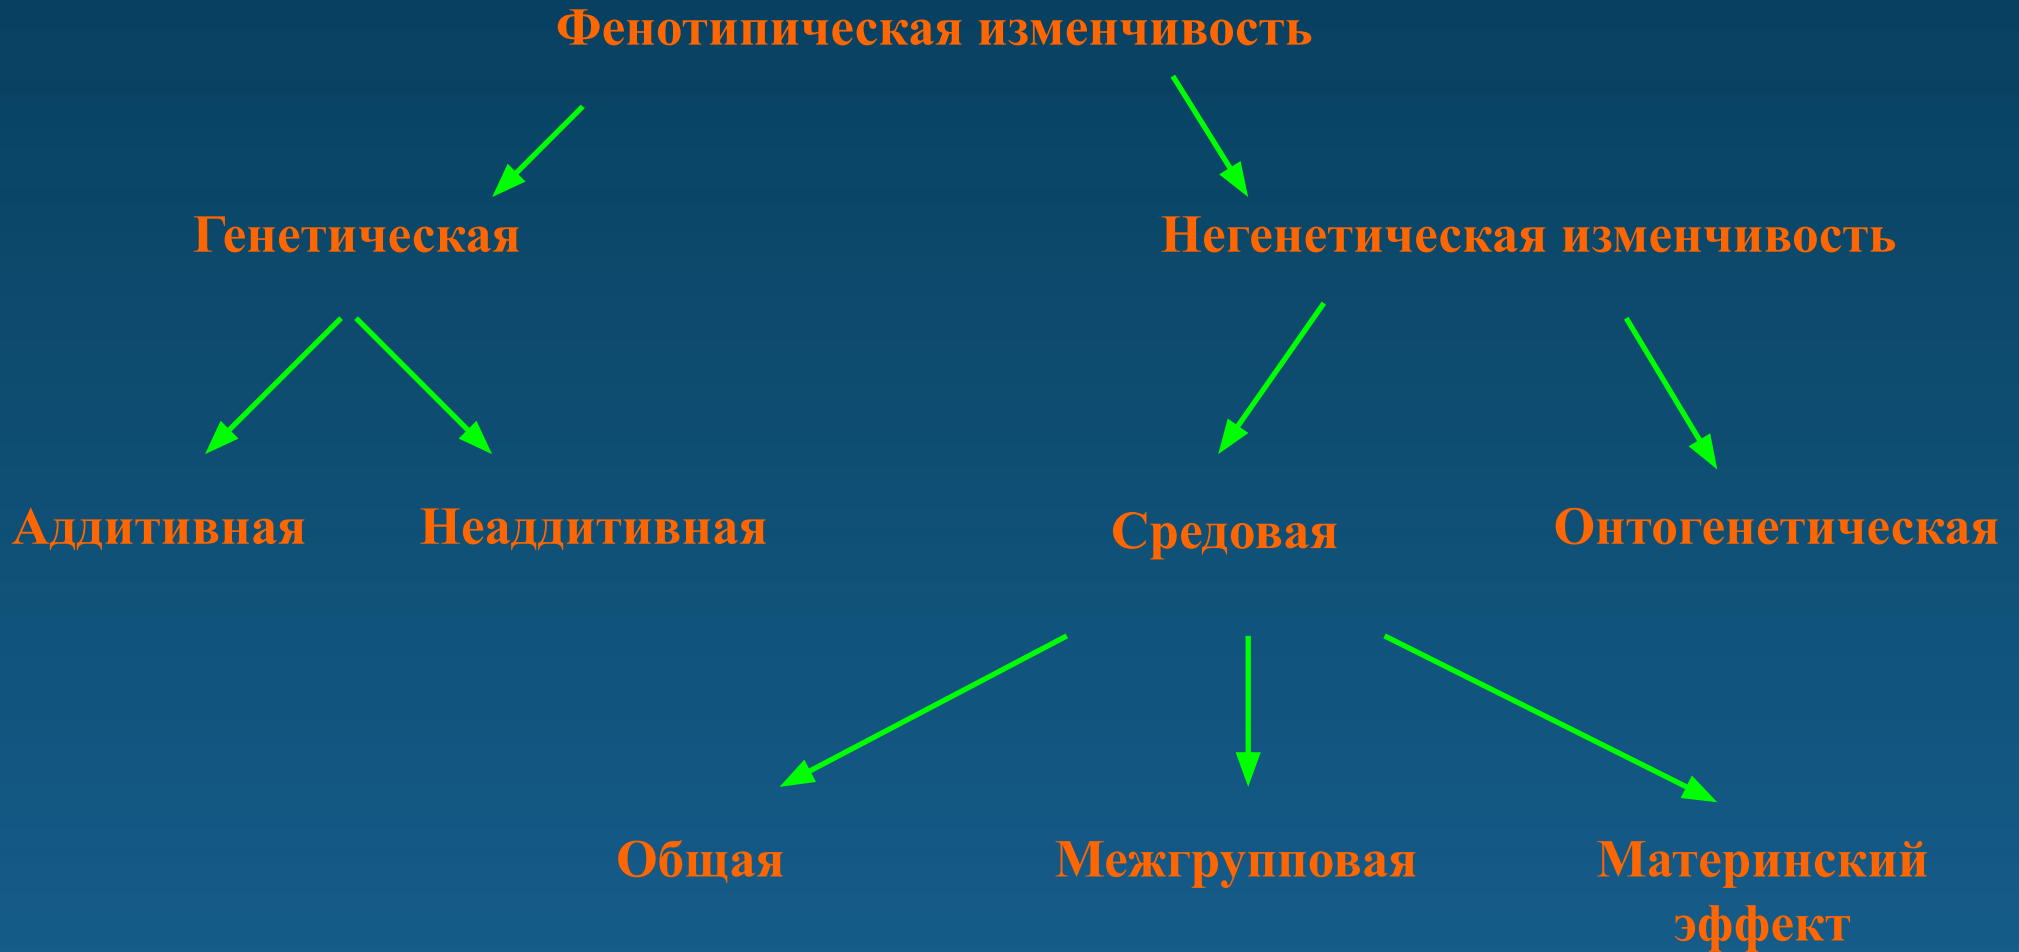 Фенотипическая изменчивость
Генетическая
Негенетическая изменчивость
Аддитивная
Неаддитивная
Средовая
Онтогенетическая
Общая
Межгрупповая
Материнский
эффект